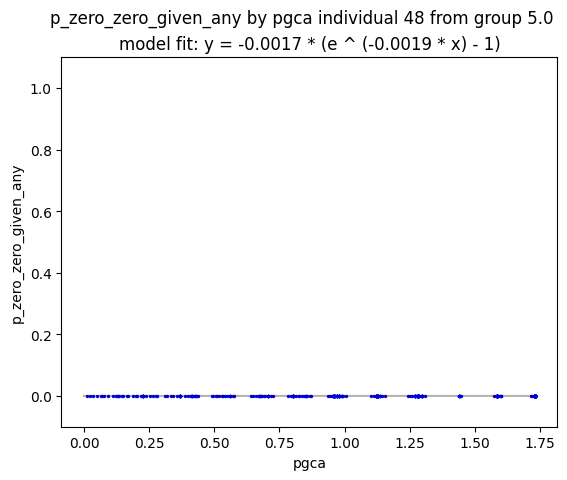 p_zero_zero_given_any by pgca individual 48 from group 5.0
model fit: y = -0.0017 * (e ^ (-0.0019 * x) - 1)
1.0
0.8
0.6
0.4
0.2
0.0
p_zero_zero_given_any
0.00 0.25 0.50 0.75 1.00 1.25 1.50 1.75
pgca